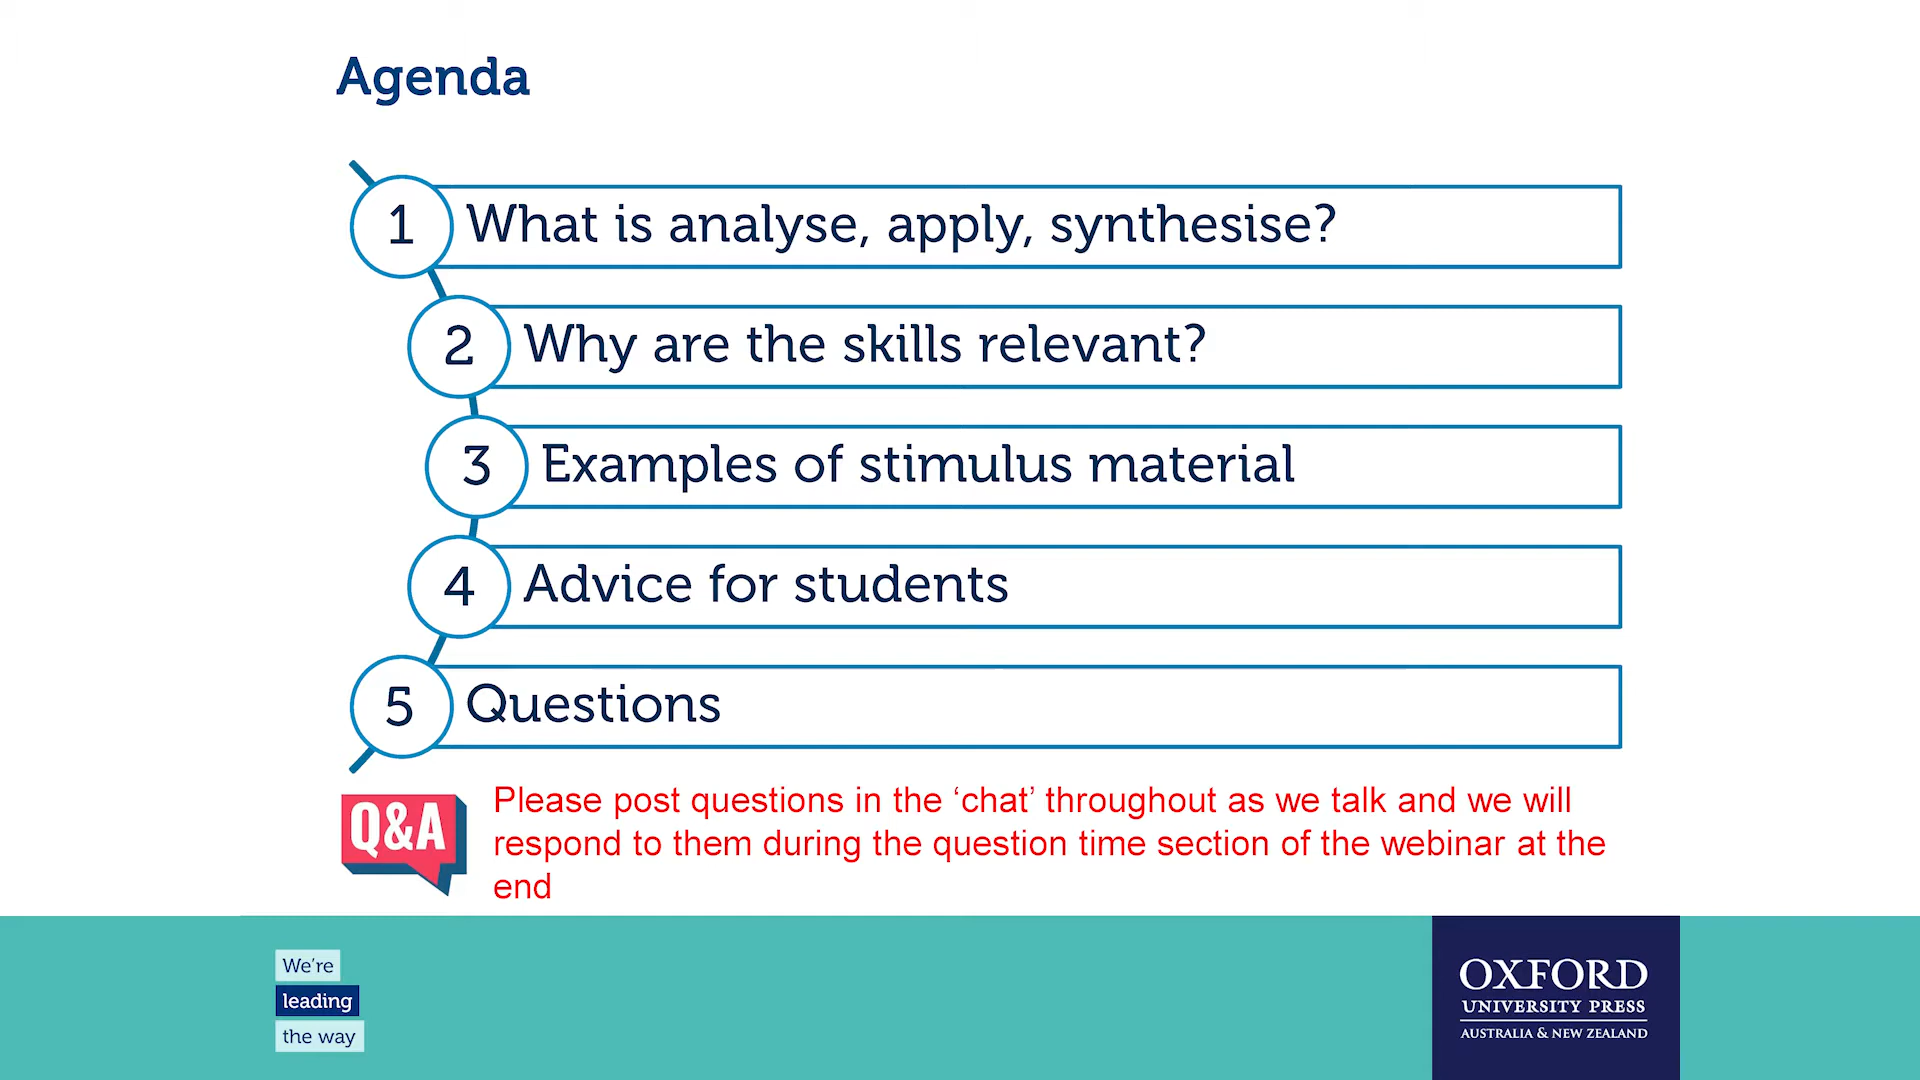 Agenda
1 What is analyse, apply, synthesise?
2 Why are the skills relevant?
3 Examples of stimulus material
4 Advice for students
5 Questions
Q&A
Please post questions in the ‘chat’ throughout as we talk and we will
respond to them during the question time section of the webinar at the
end
We’re
leading
the way
OXFORD
UNIVERSITY PRESS
AUSTRALIA & NEW ZEALAND